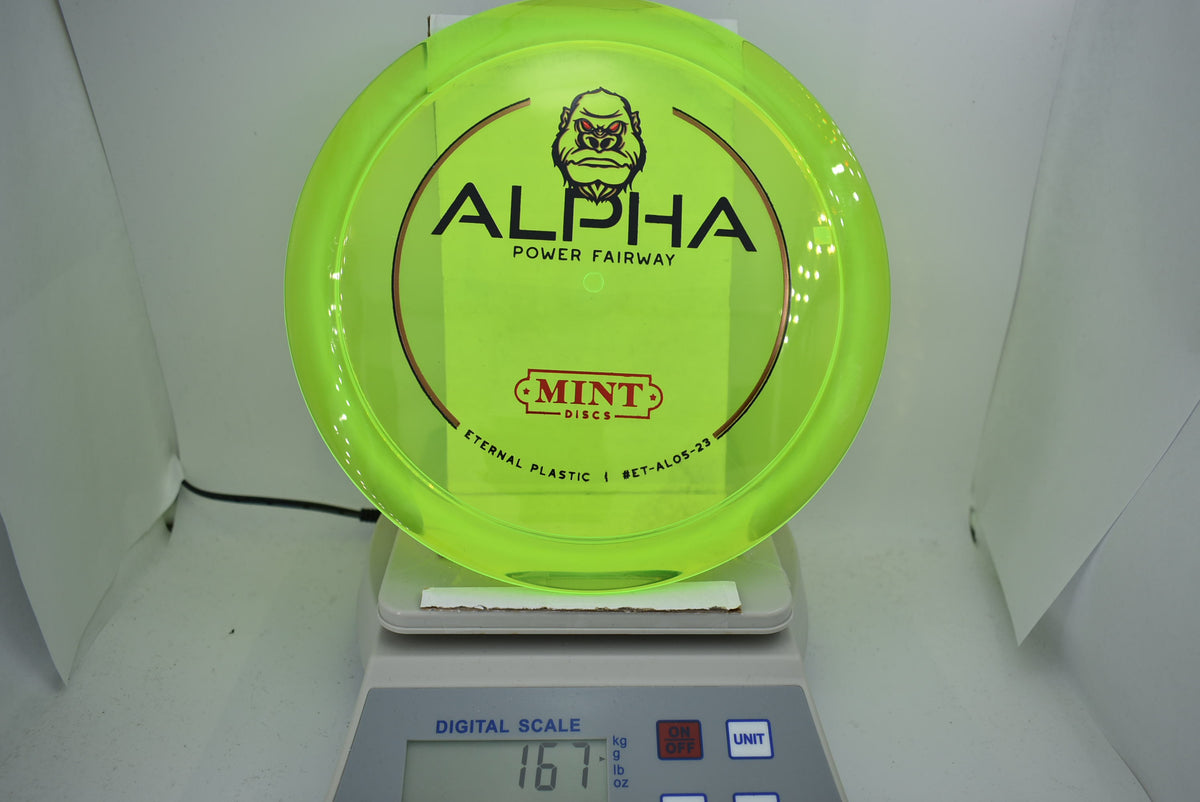 ALPHA
POWER FAIRWAY
MINT
DISCS
ETERNAL PLASTIC | #ET-AL05-23
DIGITAL SCALE
167
kg
g
lb
oz
ON
OFF
UNIT